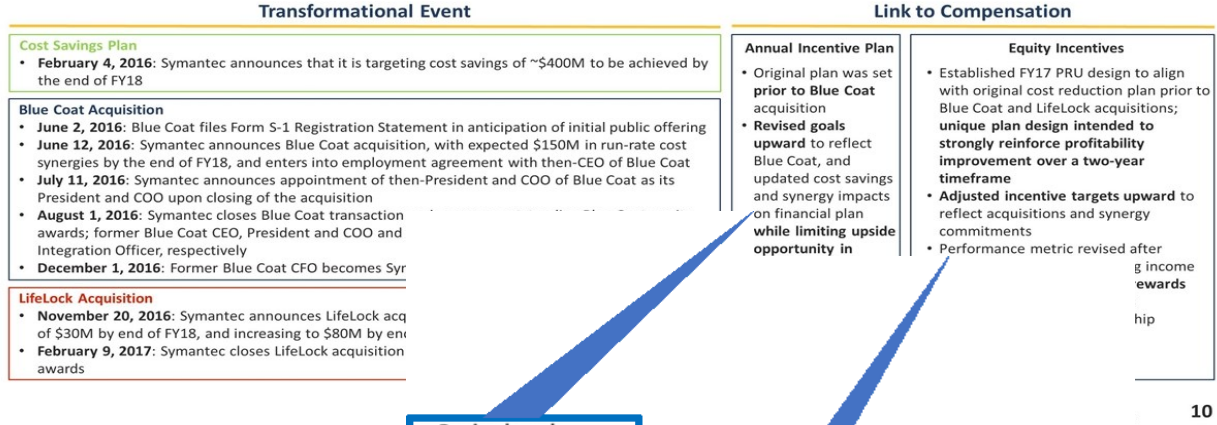 Transformational Event
Cost Savings Plan
• February 4, 2016: Symantec announces that it is targeting cost savings of ~$400M to be achieved by
the end of FY18
Blue Coat Acquisition
• June 2, 2016: Blue Coat files Form S-1 Registration Statement in anticipation of initial public offering
• June 12, 2016: Symantec announces Blue Coat acquisition, with expected $150M in run-rate cost
synergies by the end of FY18, and enters into employment agreement with then-CEO of Blue Coat
• July 11, 2016: Symantec announces appointment of then-President and COO of Blue Coat as its
President and COO upon closing of the acquisition
• August 1, 2016: Symantec closes Blue Coat transaction
awards; former Blue Coat CEO, President and COO and
Integration Officer, respectively
• December 1, 2016: Former Blue Coat CFO becomes Syr
LifeLock Acquisition
• November 20, 2016: Symantec announces LifeLock acq
of $30M by end of FY18, and increasing to $80M by en
• February 9, 2017: Symantec closes LifeLock acquisition
awards
Link to Compensation
Annual Incentive Plan
• Original plan was set
prior to Blue Coat
acquisition
• Revised goals
upward to reflect
Blue Coat, and
updated cost savings
and synergy impacts
on financial plan
while limiting upside
opportunity in
Equity Incentives
• Established FY17 PRU design to align
with original cost reduction plan prior to
Blue Coat and LifeLock acquisitions;
unique plan design intended to
strongly reinforce profitability
improvement over a two-year
timeframe
• Adjusted incentive targets upward to
reflect acquisitions and synergy
commitments
• Performance metric revised after
g income
ewards
hip
10